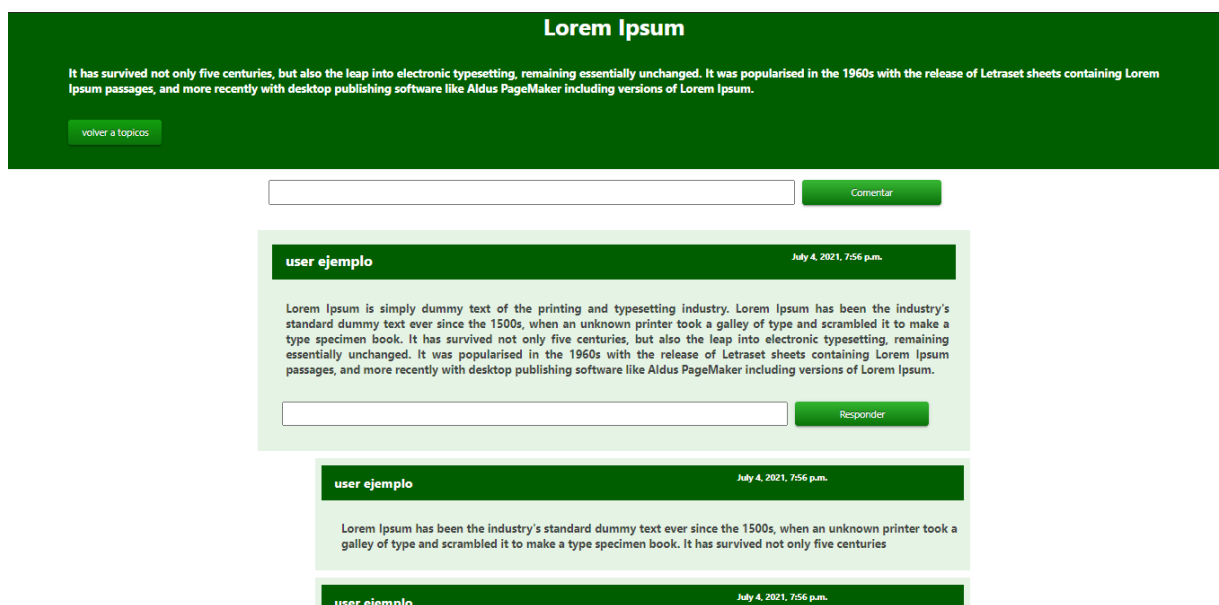 Lorem Ipsum
It has survived not only five centuries, but also the leap into electronic typesetting, remaining essentially unchanged. It was popularised in the 1960s with the release of Letraset sheets containing Lorem
Ipsum passages, and more recently with desktop publishing software like Aldus PageMaker including versions of Lorem Ipsum.
volver a topicos
Comentar
user ejemplo
July 4, 2021, 7:56 p.m.
Lorem Ipsum is simply dummy text of the printing and typesetting industry. Lorem Ipsum has been the industry's
standard dummy text ever since the 1500s, when an unknown printer took a galley of type and scrambled it to make a
type specimen book. It has survived not only five centuries, but also the leap into electronic typesetting, remaining
essentially unchanged. It was popularised in the 1960s with the release of Letraset sheets containing Lorem Ipsum
passages, and more recently with desktop publishing software like Aldus PageMaker including versions of Lorem Ipsum.
Responder
user ejemplo
July 4, 2021, 7:56 p.m.
Lorem Ipsum has been the industry's standard dummy text ever since the 1500s, when an unknown printer took a
galley of type and scrambled it to make a type specimen book. It has survived not only five centuries
user ejemplo
July 4, 2021, 7:56 p.m.